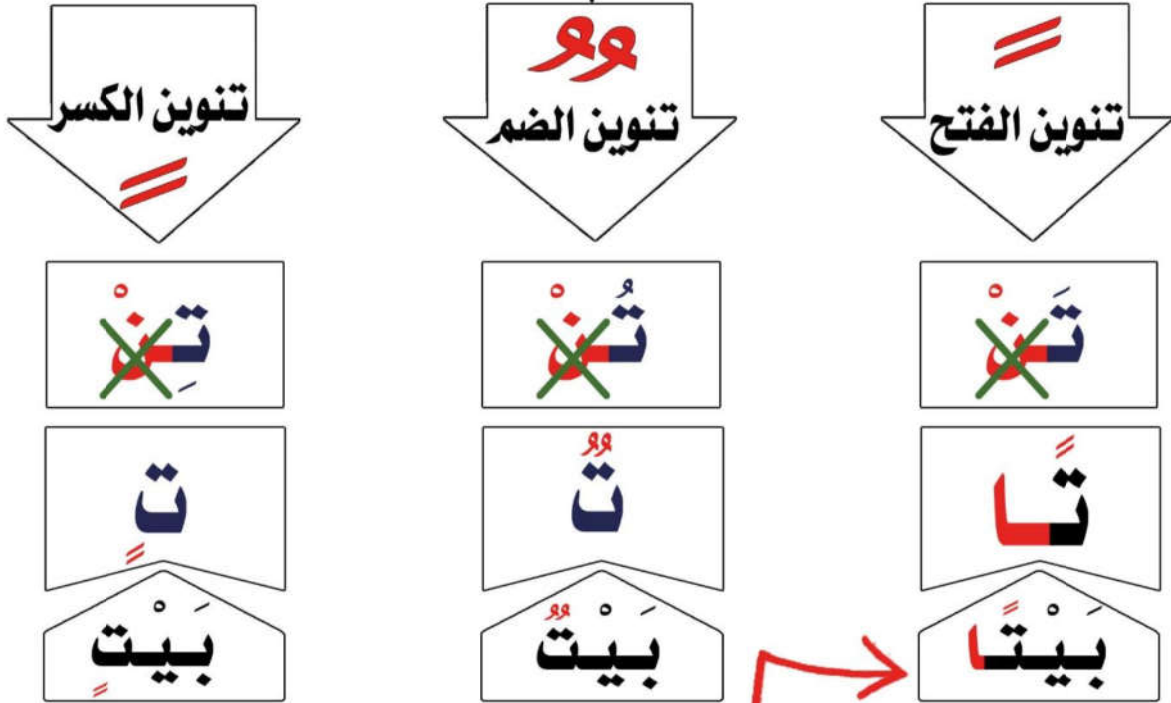 تنوين الفتح
تنوين الضم
تنوين الكسر
تَنْ
تُنْ
تِنْ
تًا
تٌ
تٍ
بَيْتًا
بَيْتٌ
بَيْتٍ